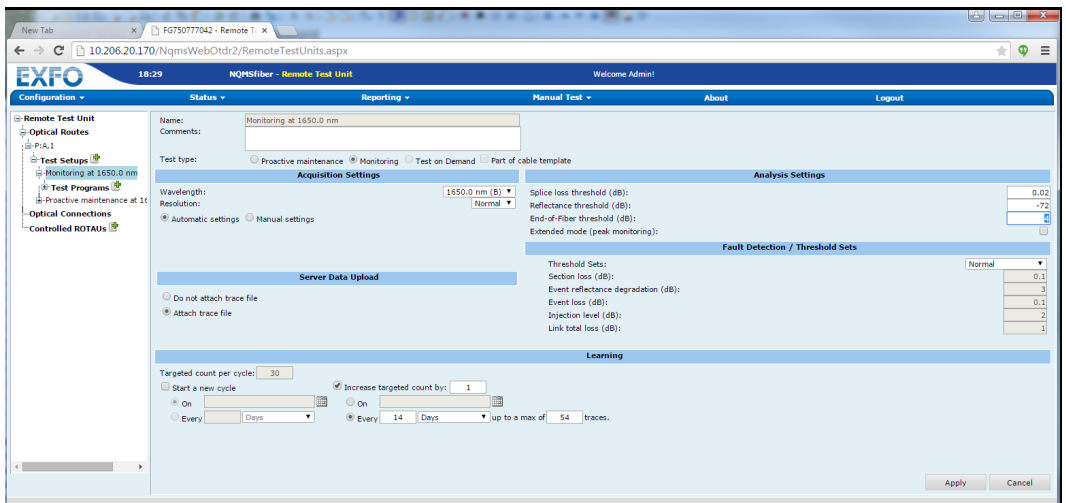 New Tab
FG750777042 - Remote T
10.206.20.170/NqmsWebOtdr2/RemoteTestUnits.aspx
EXFO
18:29
NQMSfiber - Remote Test Unit
Welcome Admin!
Configuration
Status
Reporting
Manual Test
About
Logout
Remote Test Unit
Optical Routes
P:A,1
Test Setups
Monitoring at 1650.0 nm
Test Programs
Proactive maintenance at 16
Optical Connections
Controlled ROTAUs
Name: Monitoring at 1650.0 nm
Comments:
Test type: Proactive maintenance Monitoring Test on Demand Part of cable template
Acquisition Settings
Wavelength: 1650.0 nm (B)
Resolution: Normal
Automatic settings Manual settings
Server Data Upload
Do not attach trace file
Attach trace file
Analysis Settings
Splice loss threshold (dB): 0.02
Reflectance threshold (dB): -72
End-of-Fiber threshold (dB): 4
Extended mode (peak monitoring):
Fault Detection / Threshold Sets
Threshold Sets: Normal
Section loss (dB): 0.1
Event reflectance degradation (dB): 3
Event loss (dB): 0.1
Injection level (dB): 2
Link total loss (dB): 1
Learning
Targeted count per cycle: 30
Start a new cycle
On
Every Days
Increase targeted count by: 1
On
Every 14 Days up to a max of 54 traces.
Apply Cancel